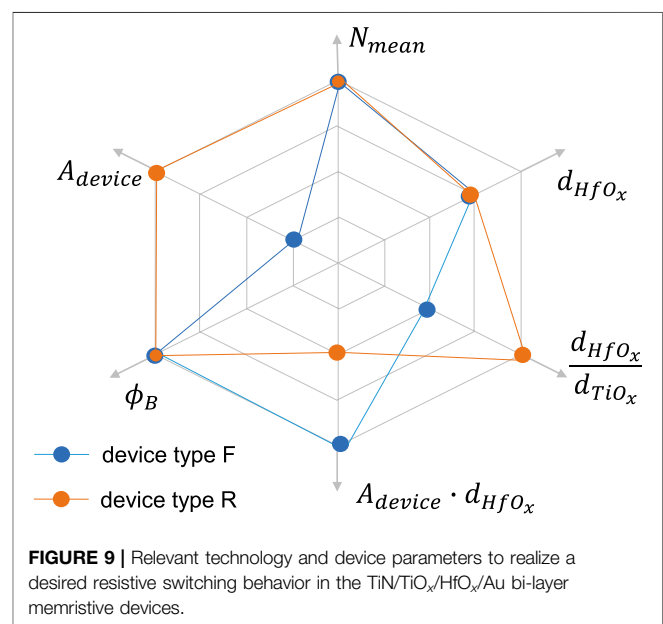 N_mean
A_device
d_HfO_x
d_HfO_x
d_TiO_x
ϕ_B
A_device · d_HfO_x
device type F
device type R
FIGURE 9 | Relevant technology and device parameters to realize a
desired resistive switching behavior in the TiN/TiO_x/HfO_x/Au bi-layer
memristive devices.